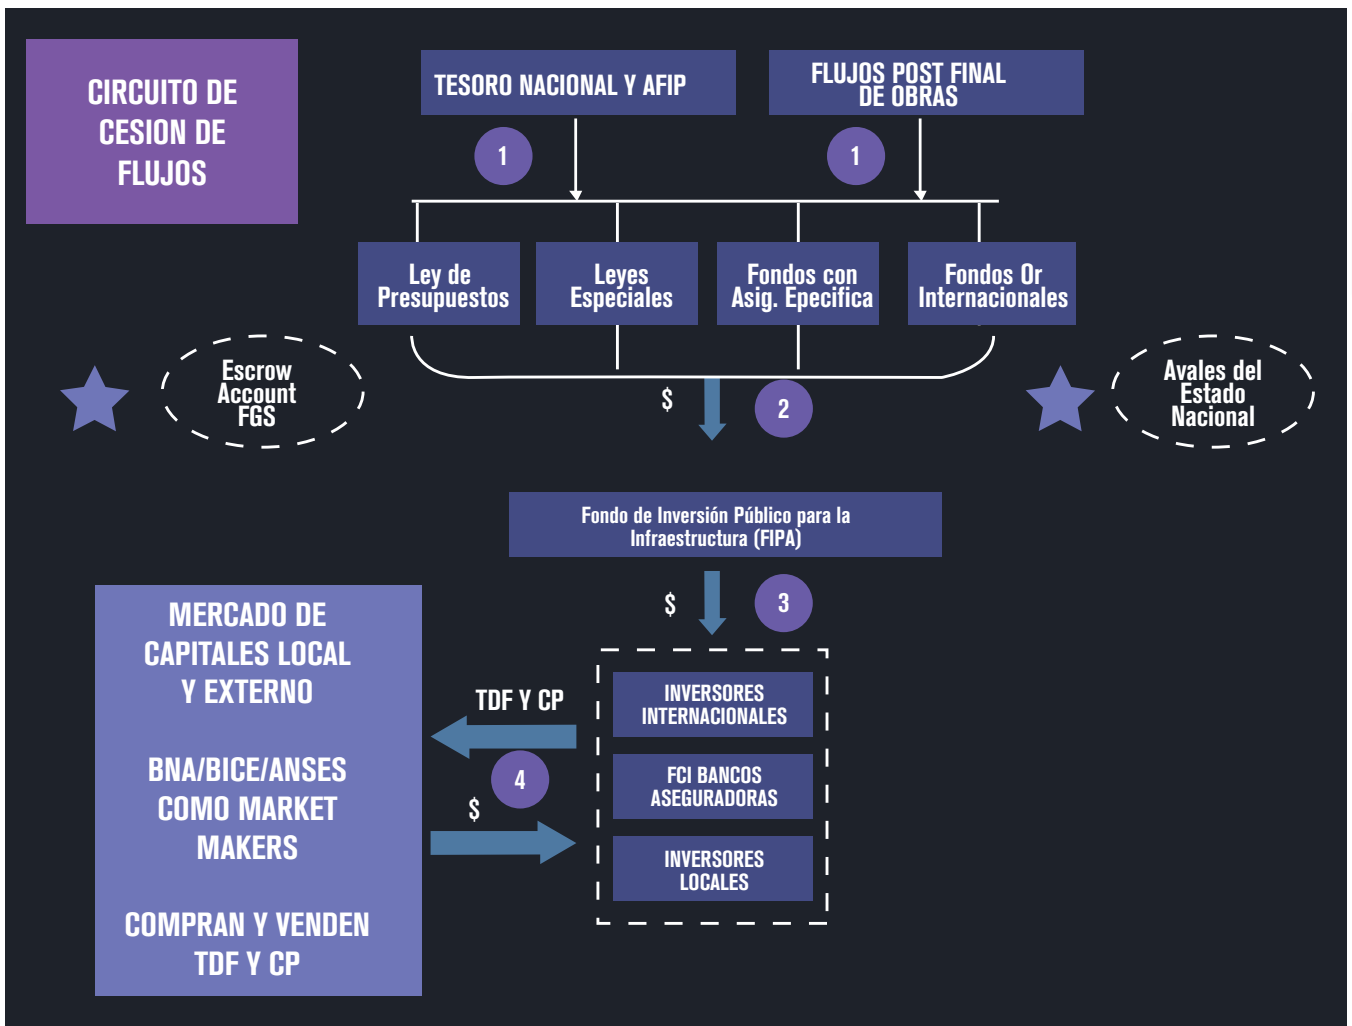 CIRCUITO DE
CESION DE
FLUJOS
TESORO NACIONAL Y AFIP
FLUJOS POST FINAL
DE OBRAS
1
1
Ley de
Presupuestos
Leyes
Especiales
Fondos con
Asig. Epecifica
Fondos Or
Internacionales
Escrow
Account
FGS
$
2
Avales del
Estado
Nacional
Fondo de Inversión Público para la
Infraestructura (FIPA)
$
3
MERCADO DE
CAPITALES LOCAL
Y EXTERNO
BNA/BICE/ANSES
COMO MARKET
MAKERS
COMPRAN Y VENDEN
TDF Y CP
TDF Y CP
4
$
INVERSORES
INTERNACIONALES
FCI BANCOS
ASEGURADORAS
INVERSORES
LOCALES